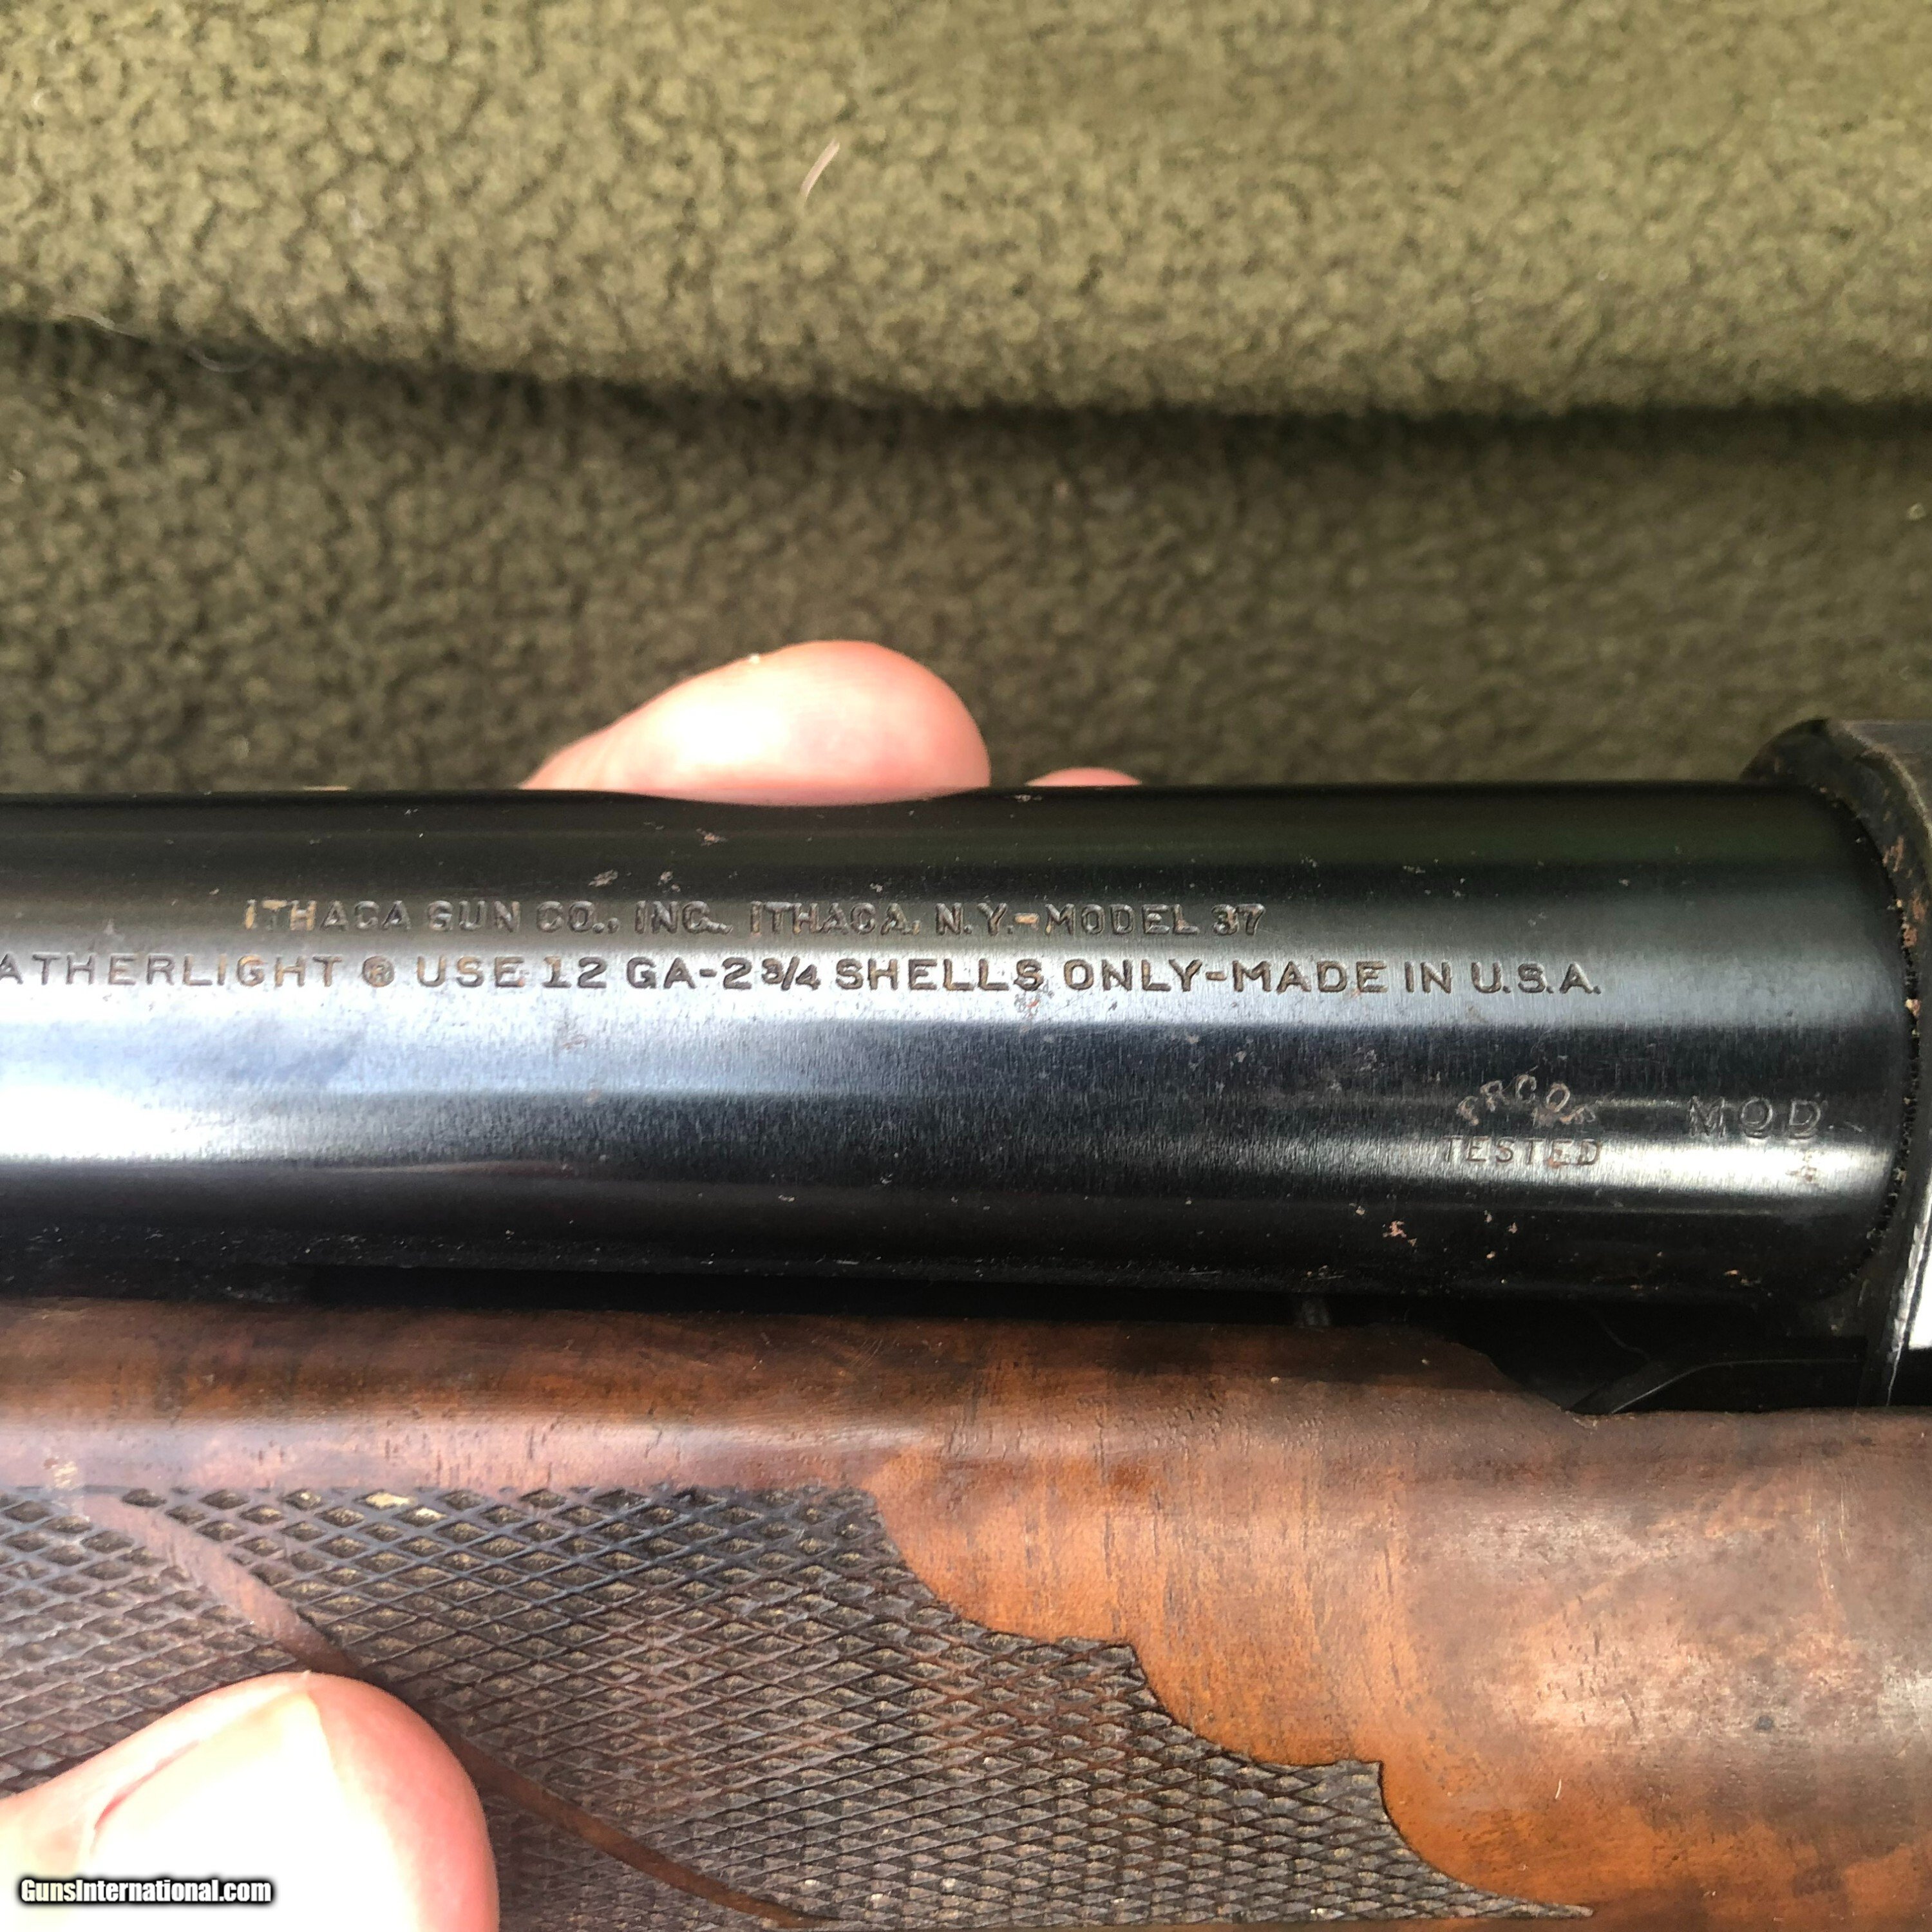 ITHACA GUN CO., INC. ITHACA, N.Y.-MODEL 37
ATHERLIGHT ® USE 12 GA-2 3/4 SHELLS ONLY-MADE IN U.S.A.
TESTED
MOD
GunsInternational.com